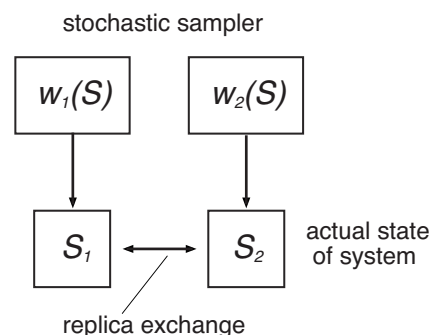 stochastic sampler
w₁(S)
w₂(S)
S₁
S₂
actual state
of system
replica exchange